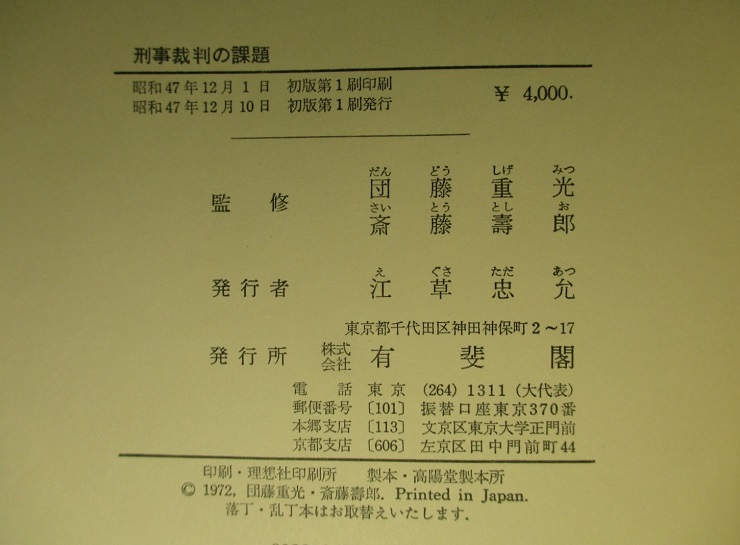 刑事裁判の課題
昭和47年12月1日 初版第1刷印刷
昭和47年12月10日 初版第1刷発行
¥ 4,000.
だん どう しげ みつ
監修 団藤重光
さい とう とし お
斎藤壽郎
え ぐさ ただ あつ
発行者 江草忠允
東京都千代田区神田神保町2〜17
発行所 株式会社 有斐閣
電話 東京 (264) 1311 (大代表)
郵便番号 〔101〕 振替口座東京370番
本郷支店 〔113〕 文京区東京大学正門前
京都支店 〔606〕 左京区田中門前町44
印刷・理想社印刷所 製本・高陽堂製本所
© 1972, 団藤重光・斎藤壽郎. Printed in Japan.
落丁・乱丁本はお取替えいたします.